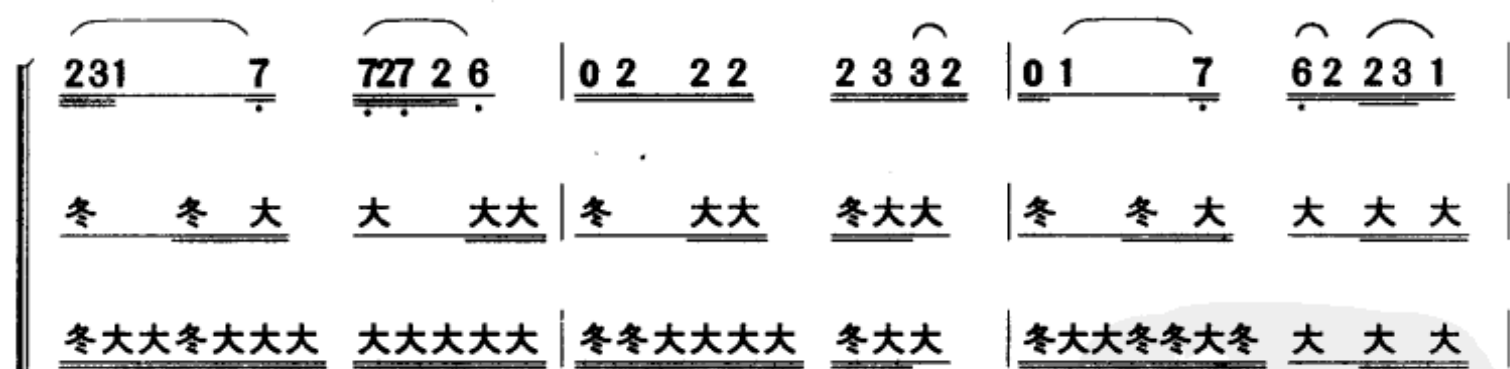 231 7 727 2 6 | 0 2 2 2 2 3 3 2 | 0 1 7 6 2 2 3 1 |
冬 冬 大 大 大大 | 冬 大大 冬大大 | 冬 冬 大 大 大 大 |
冬大大冬大大大 大大大大大 | 冬冬大大大大 冬大大 | 冬大大冬冬大冬 大 大 大 |